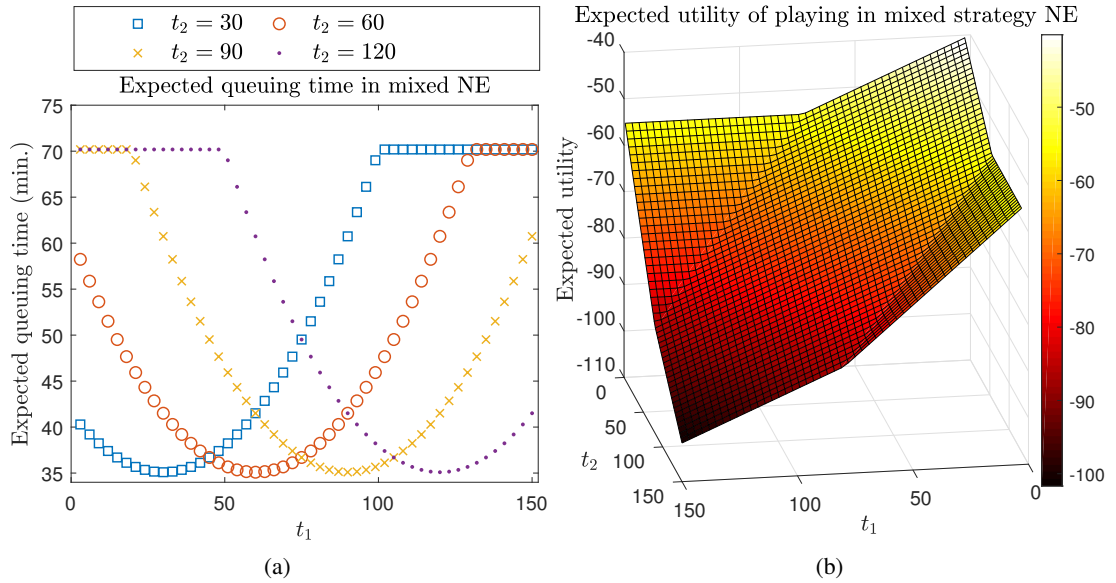 t₂ = 30
t₂ = 60
t₂ = 90
t₂ = 120
Expected queuing time in mixed NE
75
70
65
60
55
50
45
40
35
0
50
100
150
Expected queuing time (min.)
t₁
(a)
Expected utility of playing in mixed strategy NE
-40
-50
-60
-70
-80
-90
-100
-110
Expected utility
0
50
100
150
t₂
150
100
50
0
t₁
-50
-60
-70
-80
-90
-100
(b)